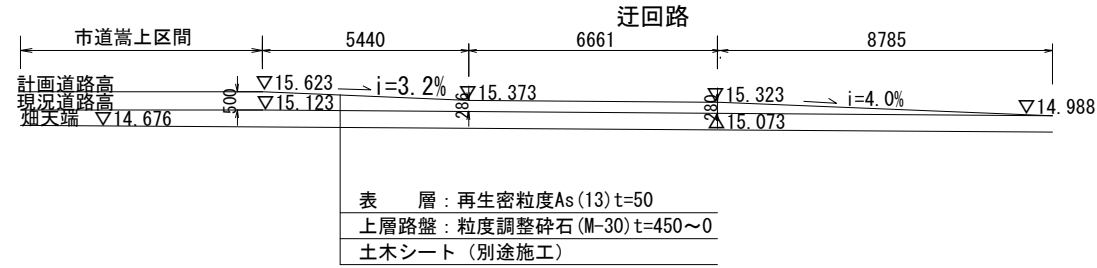 迂回路
市道嵩上区間 5440 6661 8785
計画道路高 ▽15.623 i=3.2% ▽15.373 ▽15.323 i=4.0%
現況道路高 500 ▽15.123 286 280 ▽14.988
畑天端 ▽14.676 △15.073
表　　層：再生密粒度As(13)t=50
上層路盤：粒度調整砕石(M-30)t=450～0
土木シート（別途施工）